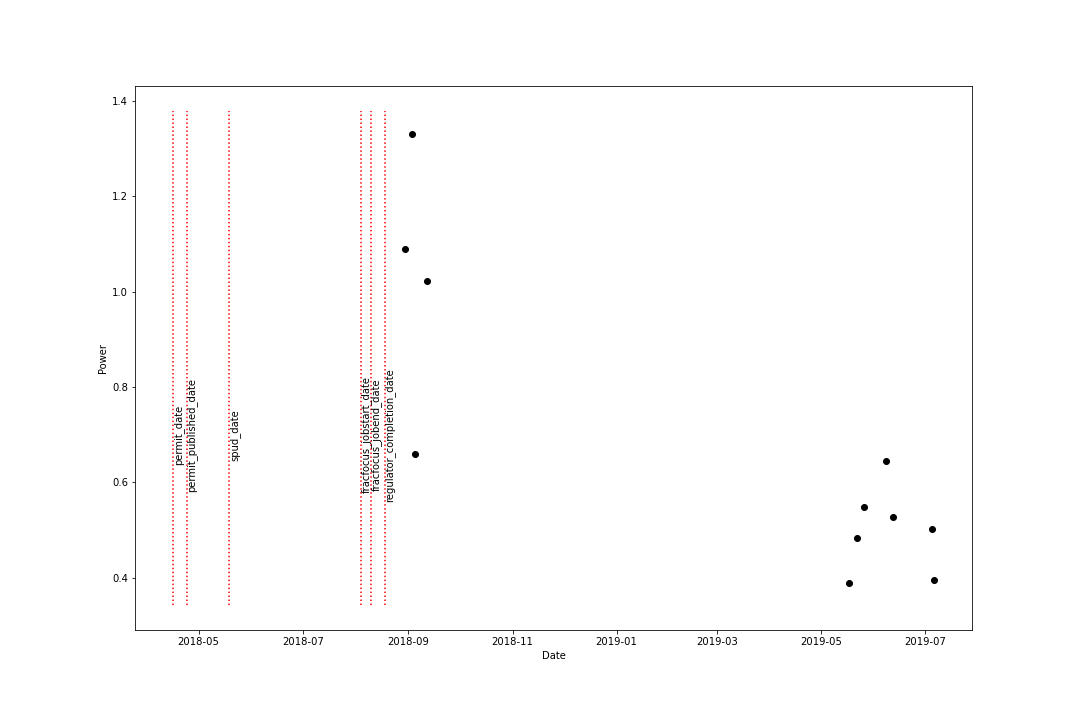 1.4
1.2
1.0
0.8
0.6
0.4
Power
permit_date
permit_published_date
spud_date
fracfocus_jobstart_date
fracfocus_jobend_date
regulator_completion_date
2018-05
2018-07
2018-09
2018-11
2019-01
2019-03
2019-05
2019-07
Date